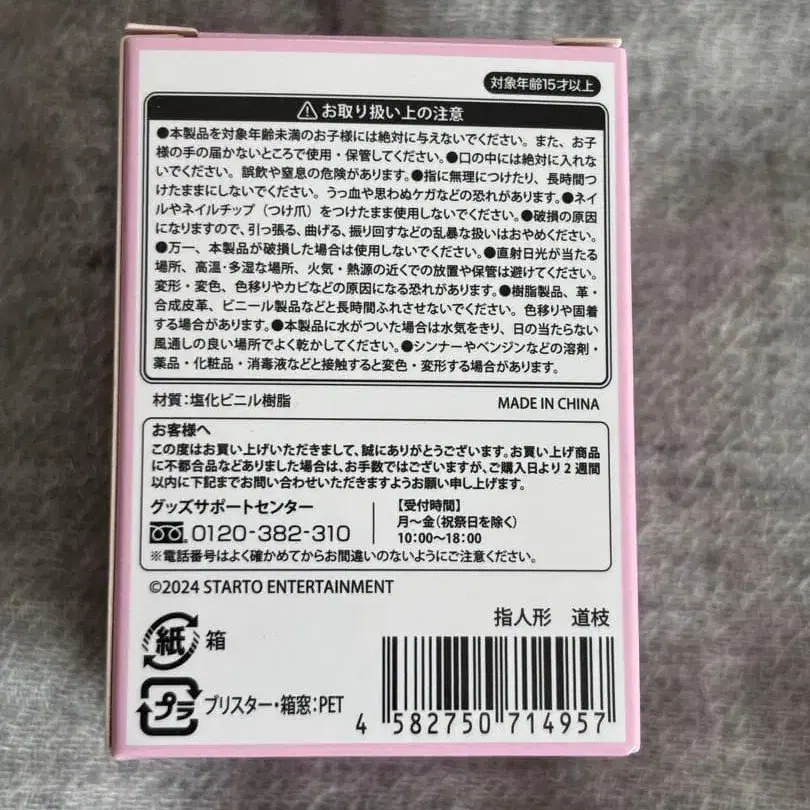 対象年齢15才以上
⚠お取り扱い上の注意
●本製品を対象年齢未満のお子様には絶対に与えないでください。また、お子
様の手の届かないところで使用・保管してください。●口の中には絶対に入れな
いでください。誤飲や窒息の危険があります。●指に無理につけたり、長時間つ
けたままにしないでください。うっ血や思わぬケガなどの恐れがあります。●ネイ
ルやネイルチップ（つけ爪）をつけたまま使用しないでください。●破損の原因
になりますので、引っ張る、曲げる、振り回すなどの乱暴な扱いはおやめください。
●万一、本製品が破損した場合は使用しないでください。●直射日光が当たる
場所、高温・多湿な場所、火気・熱源の近くでの放置や保管は避けてください。
変形・変色、色移りやカビなどの原因になる恐れがあります。●樹脂製品、革・
合成皮革、ビニール製品などと長時間ふれさせないでください。色移りや固着
する場合があります。●本製品に水がついた場合は水気をきり、日の当たらない
風通しの良い場所でよく乾かしてください。●シンナーやベンジンなどの溶剤・
薬品・化粧品・消毒液などと接触すると変色・変形する場合があります。
材質：塩化ビニル樹脂
MADE IN CHINA
お客様へ
この度はお買い上げいただきまして、誠にありがとうございます。お買い上げ商品
に不都合品などありました場合は、お手数ではございますが、ご購入日より2週間
以内に下記までお問い合わせいただきますようお願い申し上げます。
グッズサポートセンター
0120-382-310
【受付時間】
月～金（祝祭日を除く）
10:00～18:00
※電話番号はよく確かめてからお間違いのないようにご注意ください。
©2024 STARTO ENTERTAINMENT
指人形 道枝
紙 箱
プラ ブリスター・箱窓：PET
4 582750 714957